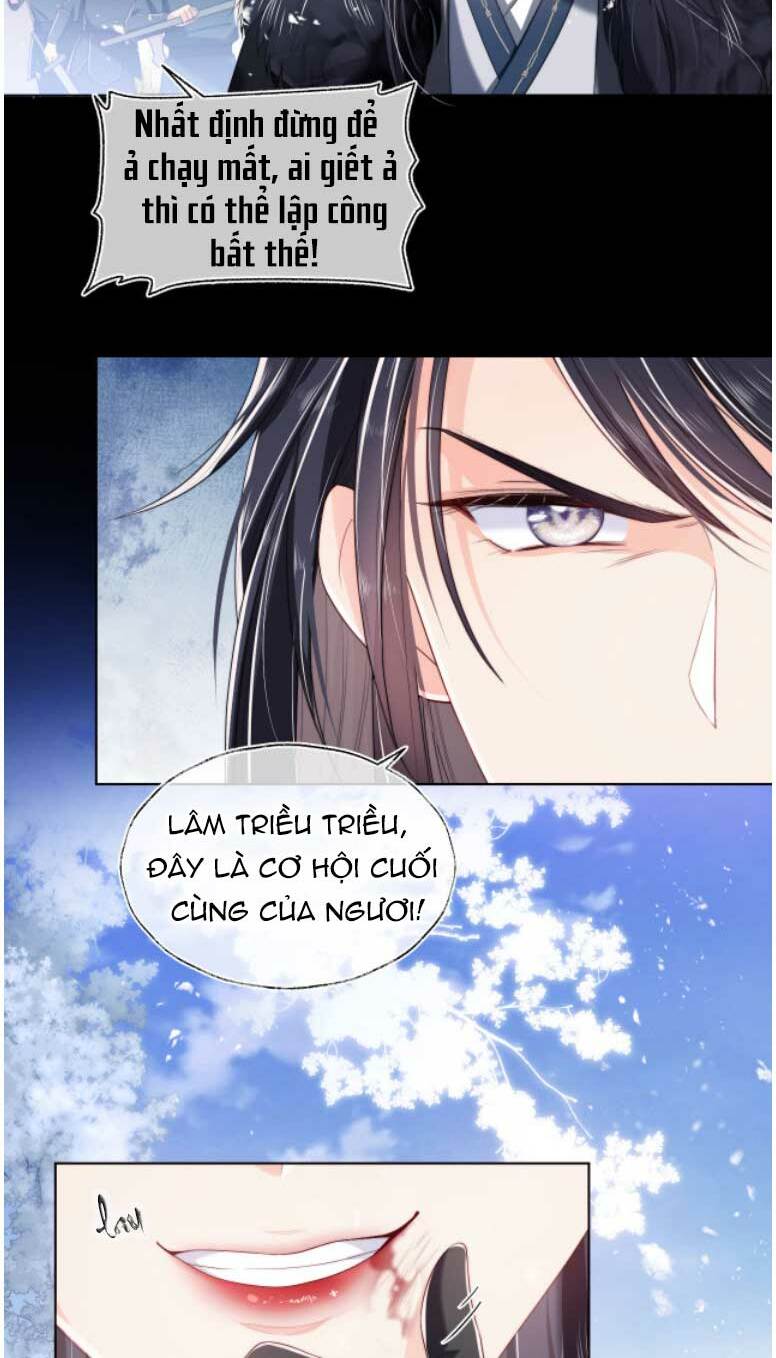 Nhất định đừng để
ả chạy mất, ai giết ả
thì có thể lập công
bất thế!
LÂM TRIỀU TRIỀU,
ĐÂY LÀ CƠ HỘI CUỐI
CÙNG CỦA NGƯƠI!